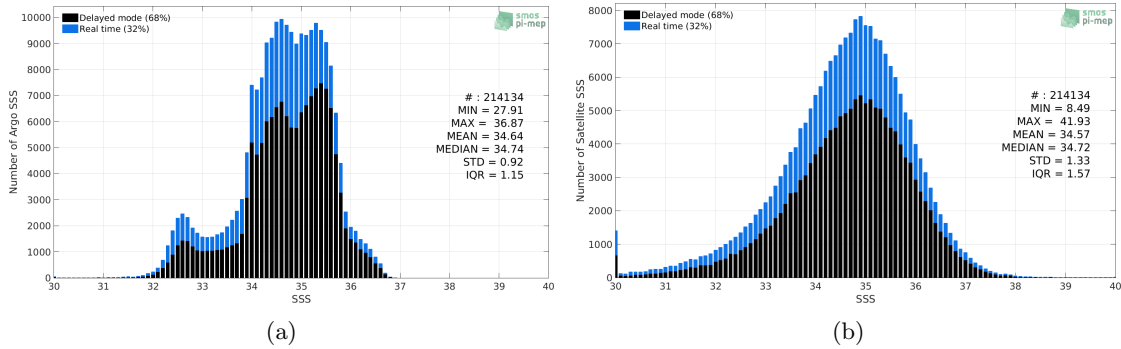 Delayed mode (68%)
Real time (32%)
smos
pi-mep
10000
9000
8000
7000
6000
5000
4000
3000
2000
1000
0
Number of Argo SSS
# : 214134
MIN = 27.91
MAX = 36.87
MEAN = 34.64
MEDIAN = 34.74
STD = 0.92
IQR = 1.15
30 31 32 33 34 35 36 37 38 39 40
SSS
(a)
Delayed mode (68%)
Real time (32%)
smos
pi-mep
8000
7000
6000
5000
4000
3000
2000
1000
0
Number of Satellite SSS
# : 214134
MIN = 8.49
MAX = 41.93
MEAN = 34.57
MEDIAN = 34.72
STD = 1.33
IQR = 1.57
30 31 32 33 34 35 36 37 38 39 40
SSS
(b)